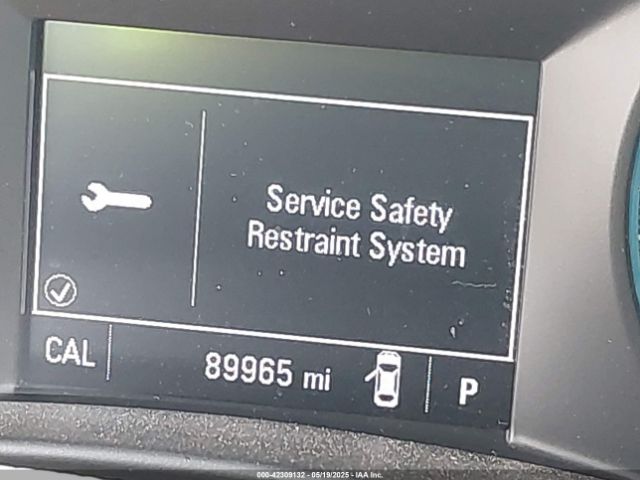 Service Safety
Restraint System
CAL
89965 mi
P
000-42309132 - 05/19/2025 - IAA Inc.